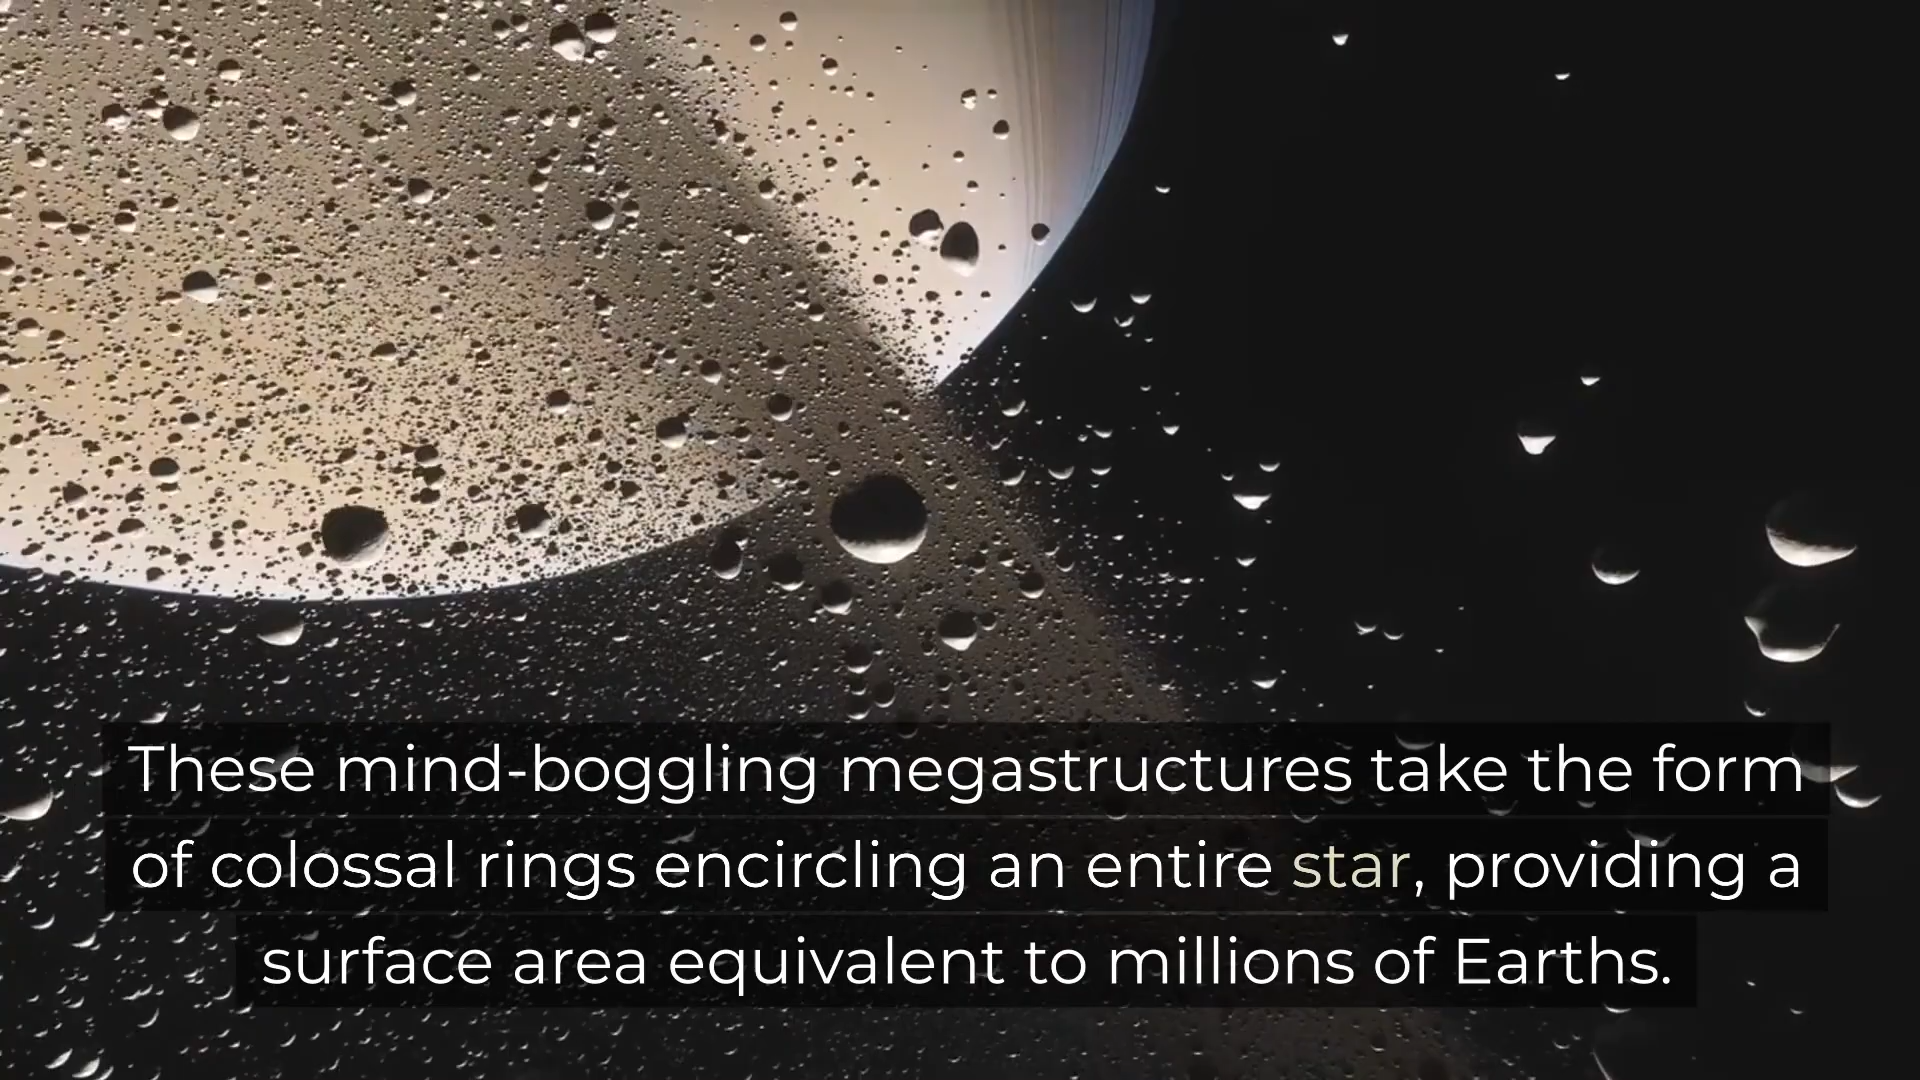 These mind-boggling megastructures take the form
of colossal rings encircling an entire star, providing a
surface area equivalent to millions of Earths.